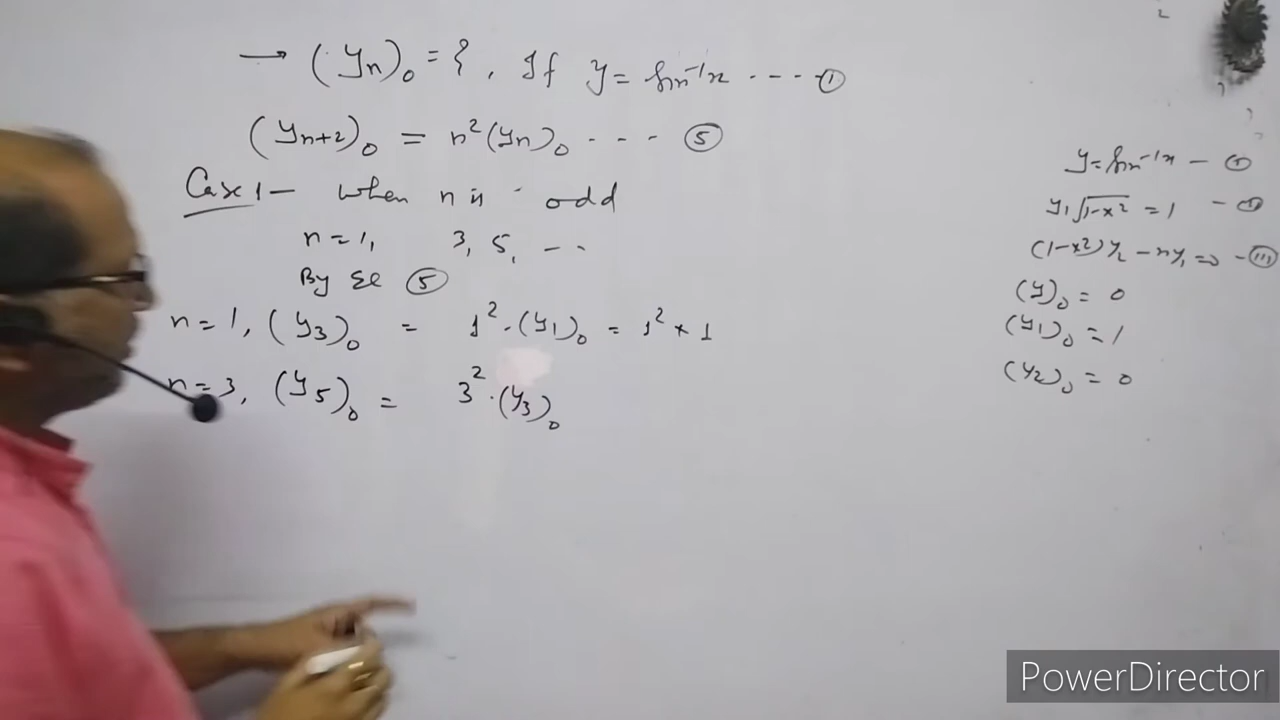 → (yn)₀ = {, If y = sin⁻¹x ---- ①
(yn+2)₀ = n²(yn)₀ - - - ⑤
Case 1 - when n is odd
n = 1, 3, 5, - -
By ⑤
n = 1, (y3)₀ = 1² . (y1)₀ = 1² × 1
n = 3, (y5)₀ = 3² . (y3)₀
y = sin⁻¹x - ①
y₁√1-x² = 1 - ⑪
(1-x²)y₂ - xy₁ = 0 - (III)
(y)₀ = 0
(y1)₀ = 1
(y2)₀ = 0
PowerDirector